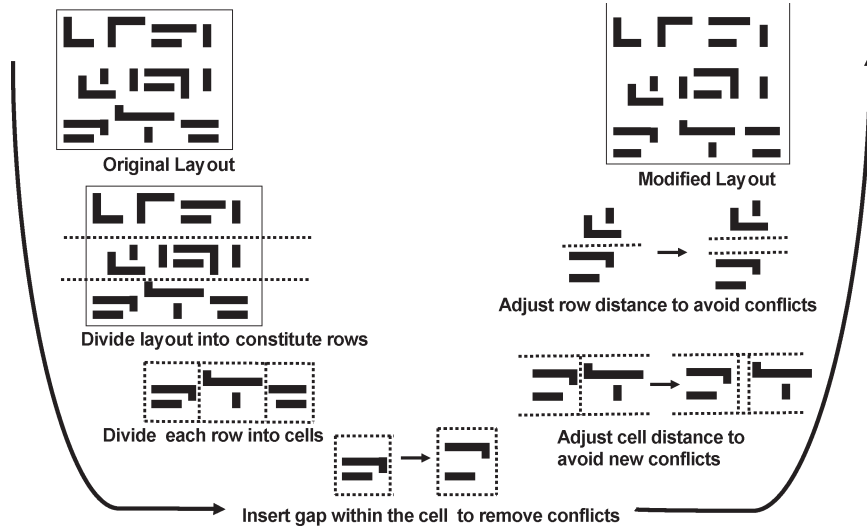 Original Layout
Divide layout into constitute rows
Divide each row into cells
Insert gap within the cell to remove conflicts
Adjust cell distance to
avoid new conflicts
Adjust row distance to avoid conflicts
Modified Layout